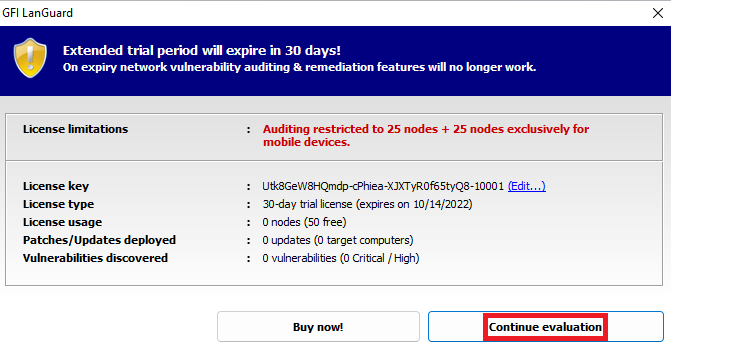 GFI LanGuard
Extended trial period will expire in 30 days!
On expiry network vulnerability auditing & remediation features will no longer work.
License limitations : Auditing restricted to 25 nodes + 25 nodes exclusively for
mobile devices.
License key : Utk8GeW8HQmdp-cPhiea-XJXTyR0f65tyQ8-10001 (Edit...)
License type : 30-day trial license (expires on 10/14/2022)
License usage : 0 nodes (50 free)
Patches/Updates deployed : 0 updates (0 target computers)
Vulnerabilities discovered : 0 vulnerabilities (0 Critical / High)
Buy now! Continue evaluation